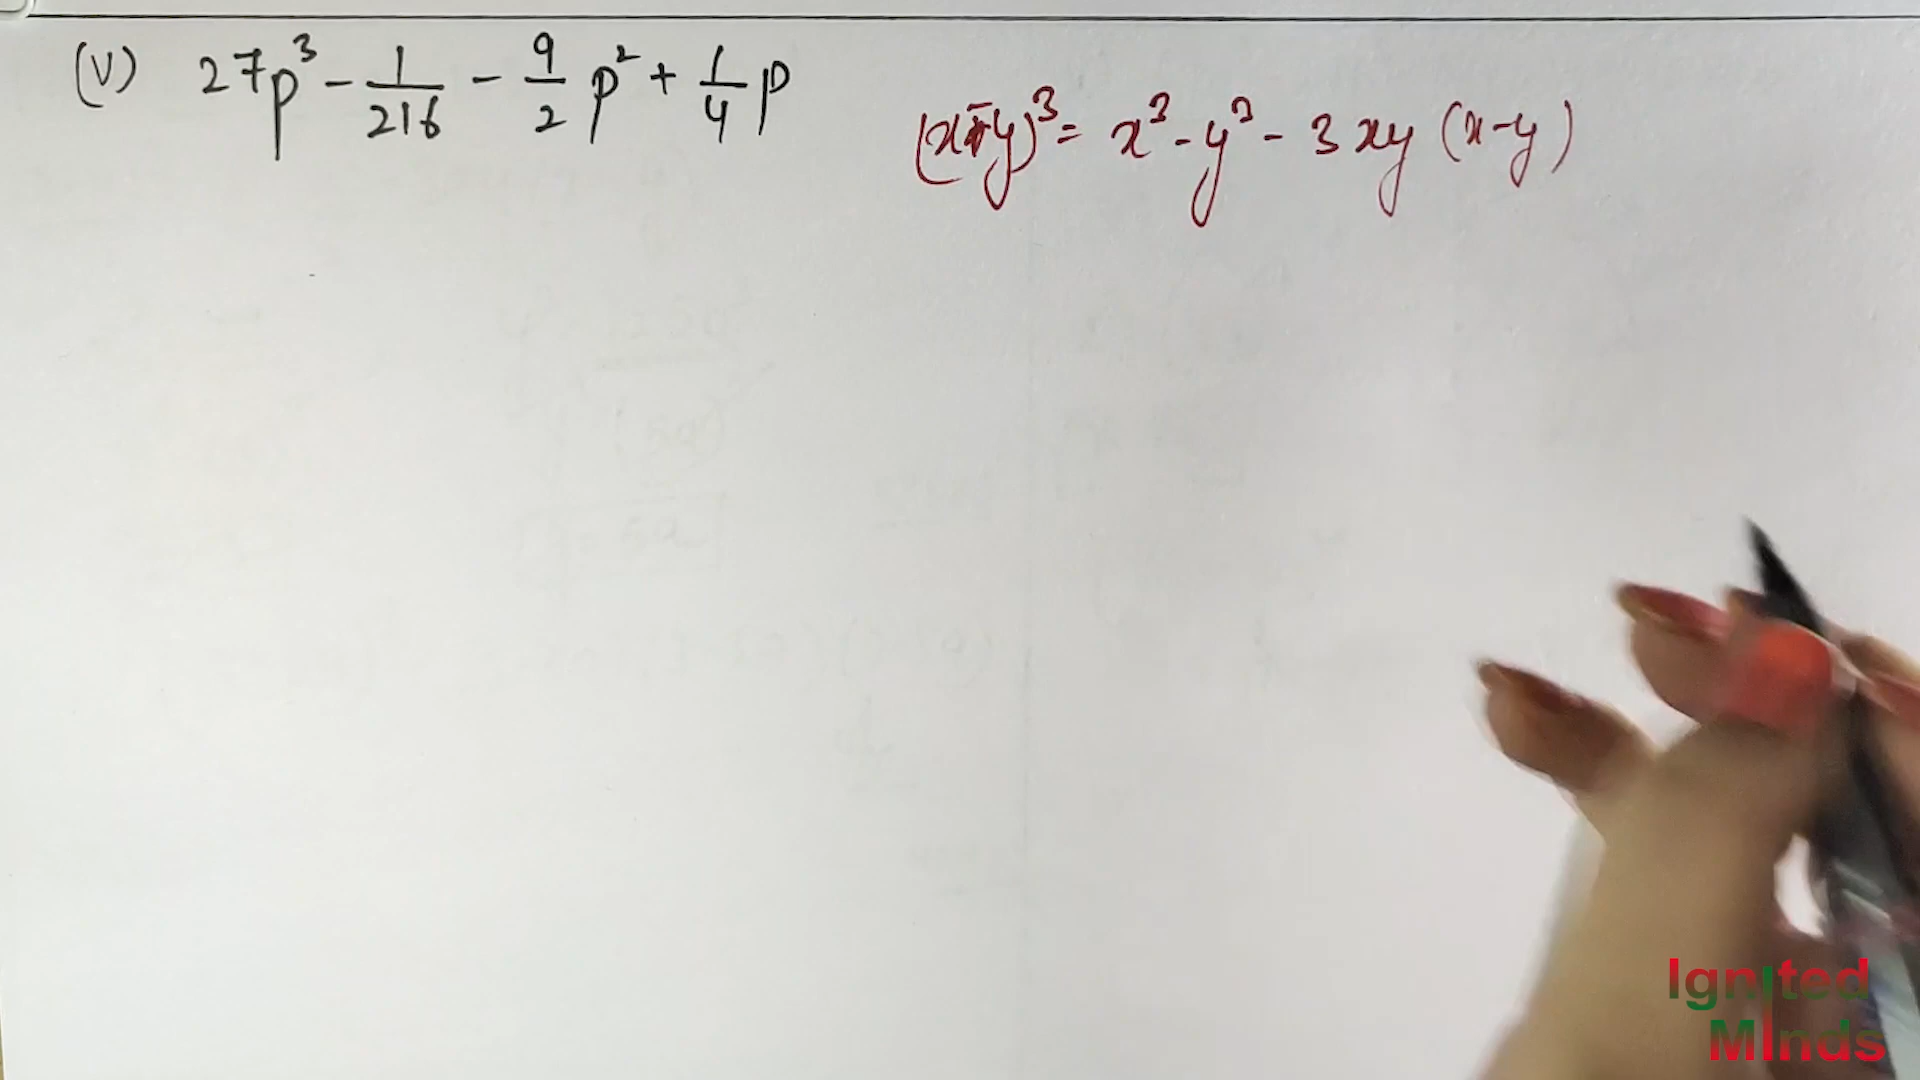 (v) 27p³ - 1/216 - 9/2 p² + 1/4 p
(x-y)³ = x³ - y³ - 3xy (x-y)
Ignited
Minds